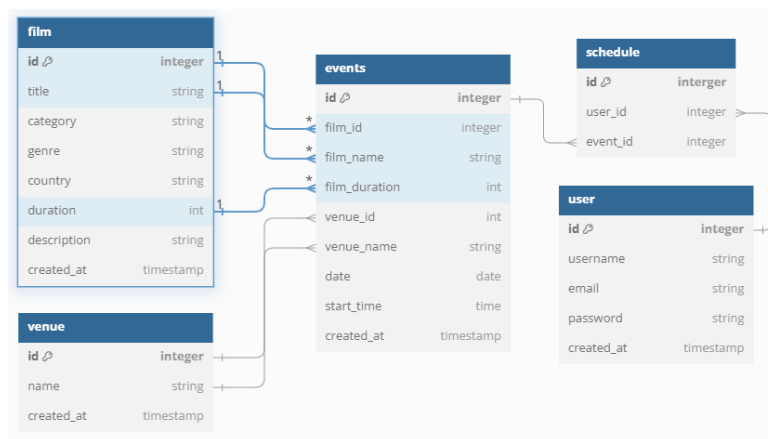 film
id integer
title string
category string
genre string
country string
duration int
description string
created_at timestamp
1
1
1
venue
id integer
name string
created_at timestamp
events
id integer
* film_id integer
* film_name string
* film_duration int
venue_id int
venue_name string
date date
start_time time
created_at timestamp
schedule
id interger
user_id integer
event_id integer
user
id integer
username string
email string
password string
created_at timestamp